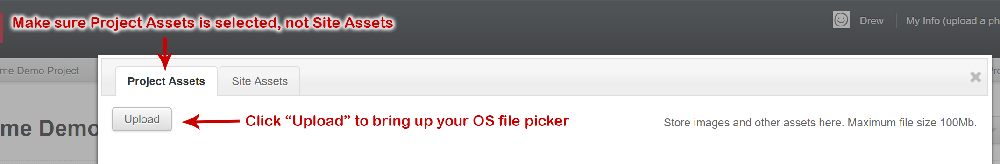 Make sure Project Assets is selected, not Site Assets
Drew
My Info (upload a ph
me Demo Project
Project Assets
Site Assets
me Demo
Upload
Click “Upload” to bring up your OS file picker
Store images and other assets here. Maximum file size 100Mb.